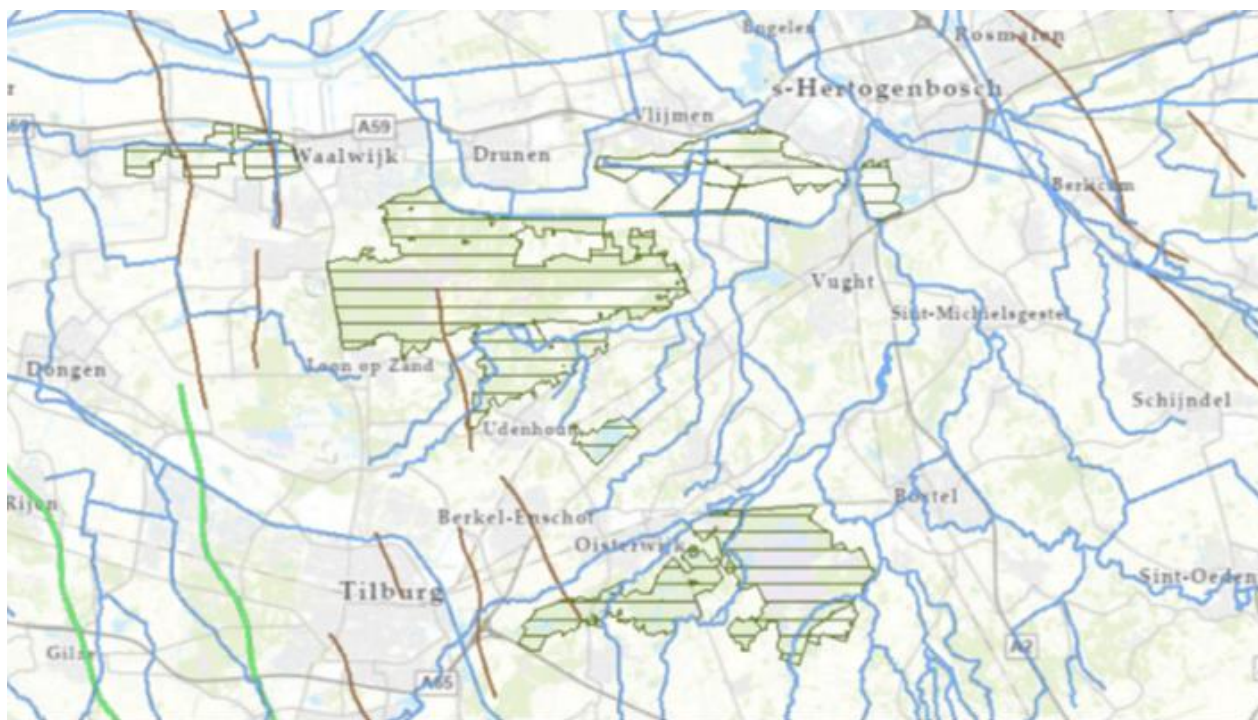 Engelen
Rosmalen
's-Hertogenbosch
Vlijmen
A59
Waalwijk
Drunen
Berlicum
Vught
Sint-Michielsgestel
Loon op Zand
Dongen
Schijndel
Udenhout
Rijen
Boxtel
Berkel-Enschot
Oisterwijk
Tilburg
Sint-Oeden
Gilze
A2
A65